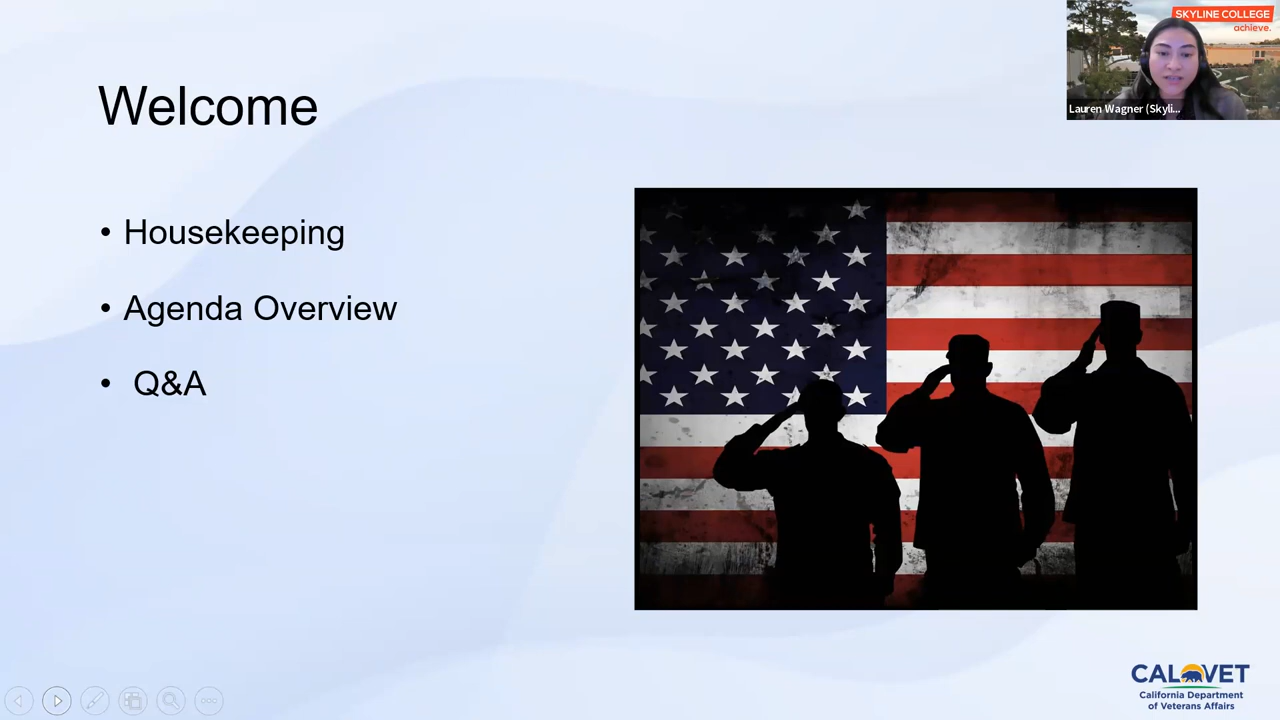 Welcome
• Housekeeping
• Agenda Overview
• Q&A
SKYLINE COLLEGE
achieve.
Lauren Wagner (Skyli...
CALVET
California Department
of Veterans Affairs